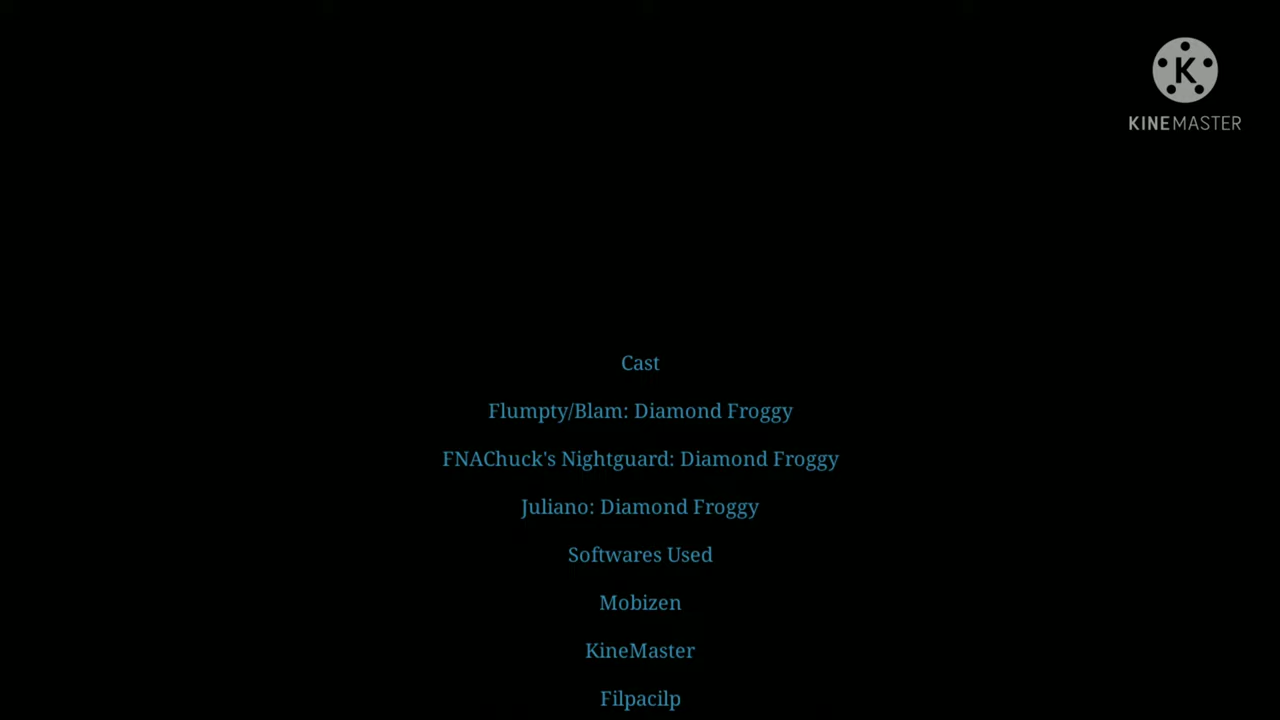 K
KINEMASTER
Cast
Flumpty/Blam: Diamond Froggy
FNAChuck's Nightguard: Diamond Froggy
Juliano: Diamond Froggy
Softwares Used
Mobizen
KineMaster
Filpacilp